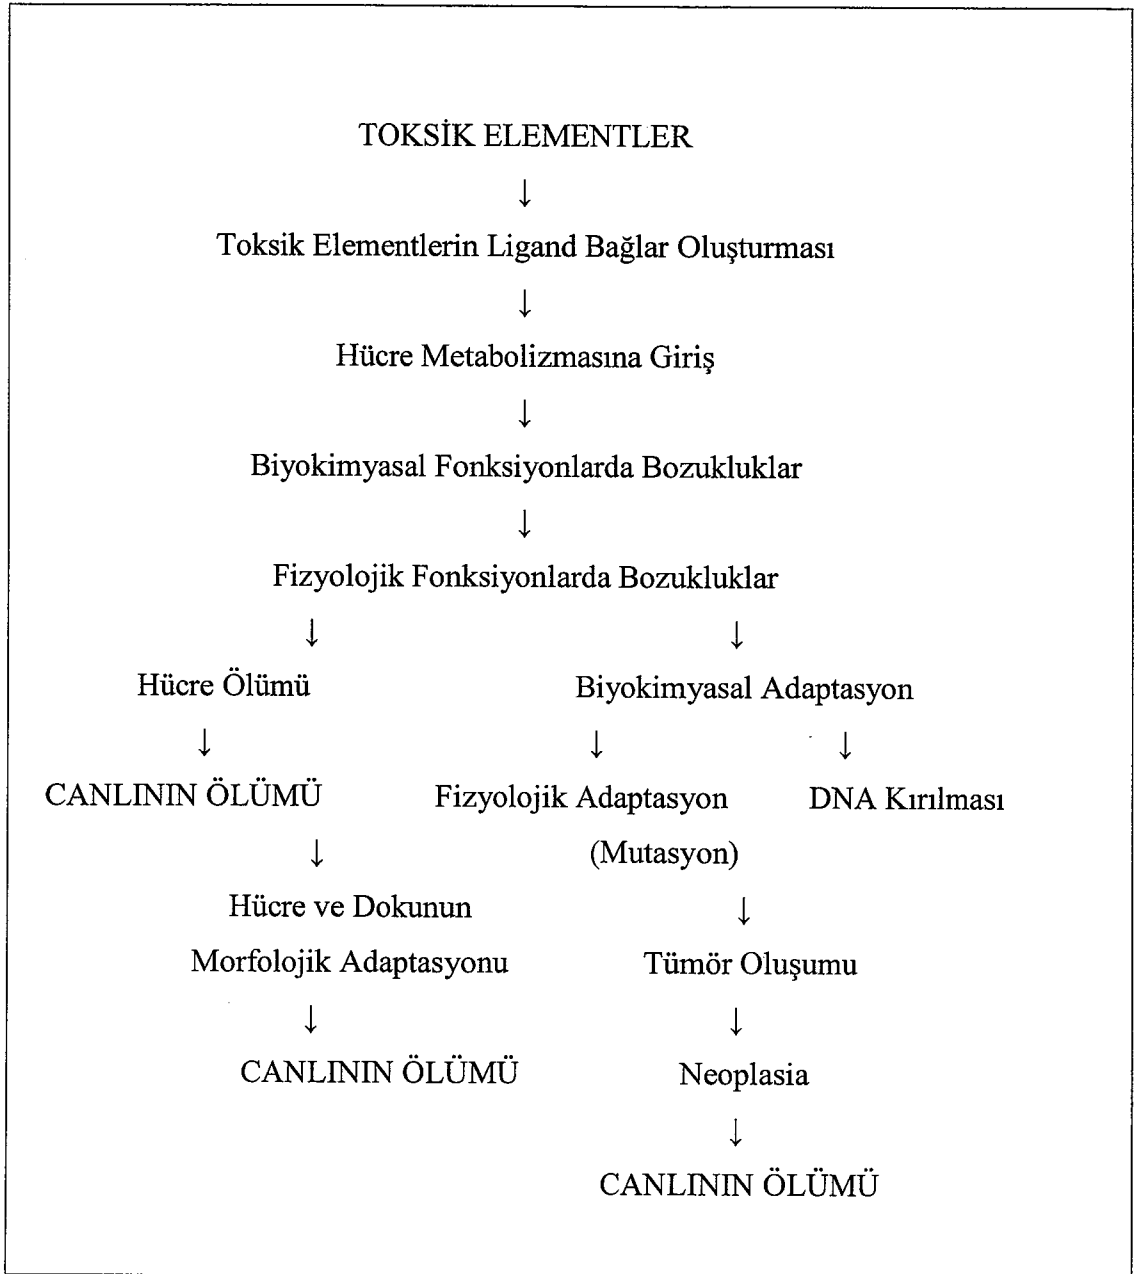 TOKSİK ELEMENTLER
↓
Toksik Elementlerin Ligand Bağlar Oluşturması
↓
Hücre Metabolizmasına Giriş
↓
Biyokimyasal Fonksiyonlarda Bozukluklar
↓
Fizyolojik Fonksiyonlarda Bozukluklar
↓ ↓
Hücre Ölümü Biyokimyasal Adaptasyon
↓ ↓ ↓
CANLININ ÖLÜMÜ Fizyolojik Adaptasyon DNA Kırılması
↓ (Mutasyon)
Hücre ve Dokunun ↓
Morfolojik Adaptasyonu Tümör Oluşumu
↓ ↓
CANLININ ÖLÜMÜ Neoplasia
↓
CANLININ ÖLÜMÜ